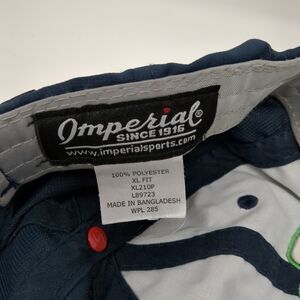 Imperial®
SINCE 1916
www.imperialsports.com
100% POLYESTER
XL FIT
XL210P
L89723
MADE IN BANGLADESH
WPL 285